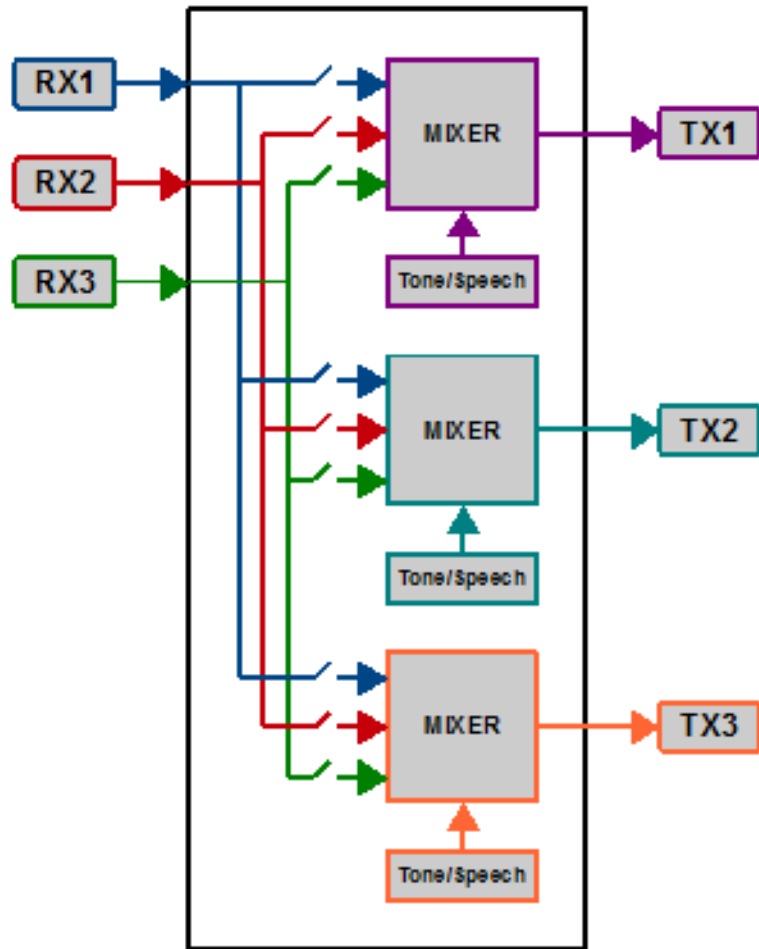 RX1
RX2
RX3
MIXER
Tone/Speech
TX1
MIXER
Tone/Speech
TX2
MIXER
Tone/Speech
TX3